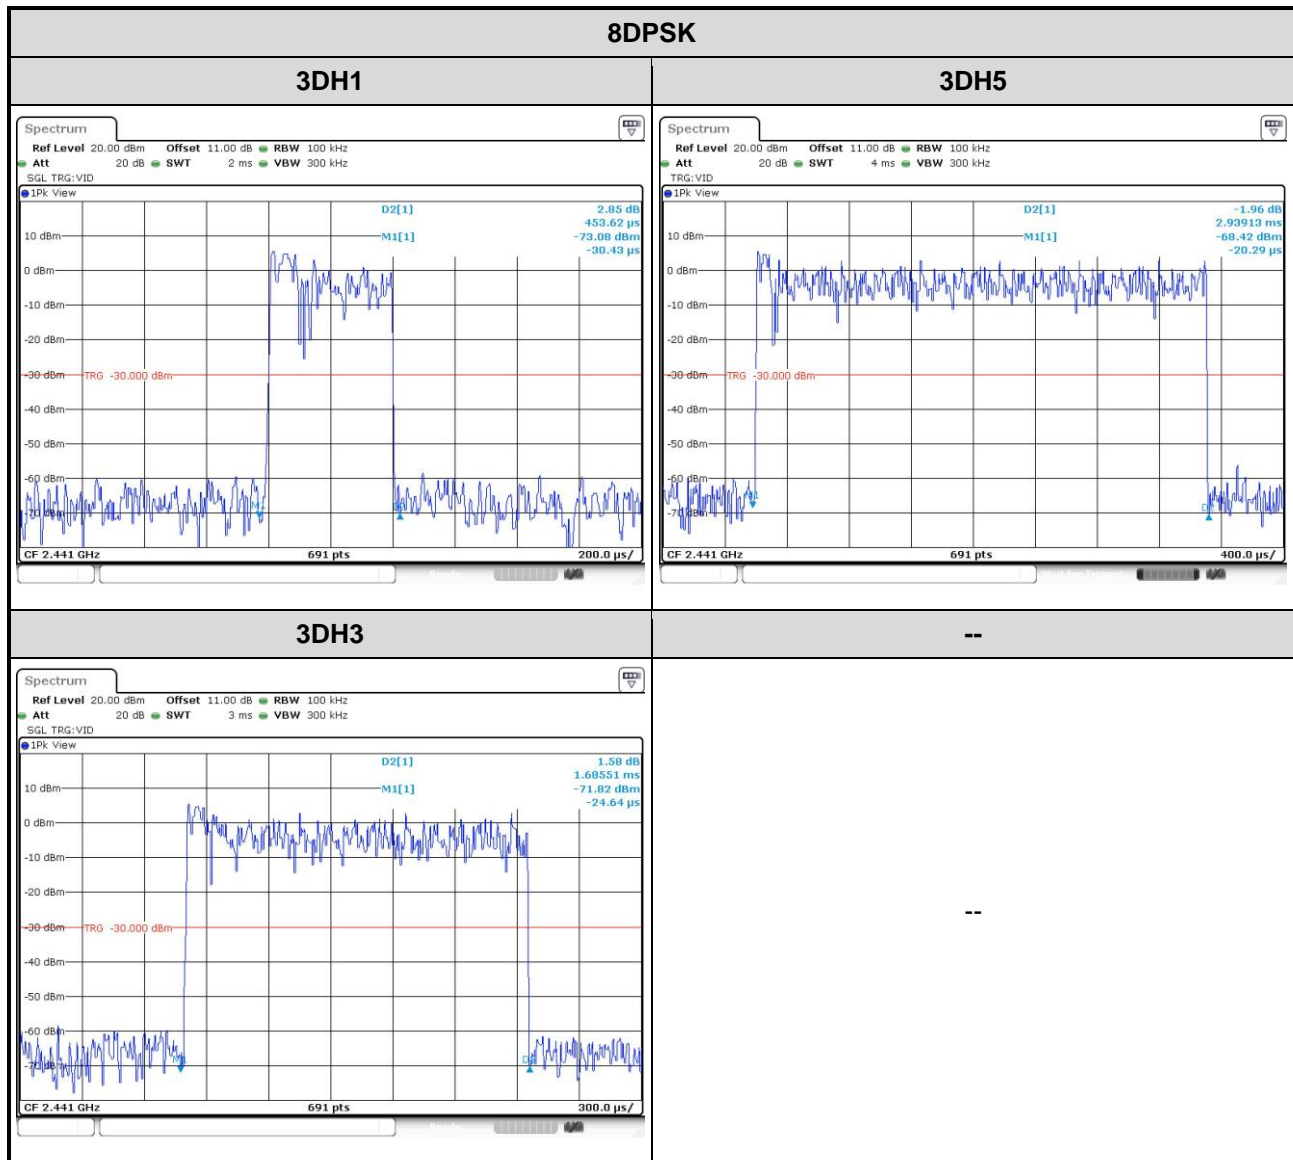 8DPSK
3DH1
3DH5
Spectrum
Ref Level 20.00 dBm Offset 11.00 dB RBW 100 kHz
Att 20 dB SWT 2 ms VBW 300 kHz
SGL TRG:VID
1Pk View
D2[1] 2.85 dB
453.62 µs
M1[1] -73.08 dBm
-30.43 µs
10 dBm
0 dBm
-10 dBm
-20 dBm
-30 dBm
TRG -30.000 dBm
-40 dBm
-50 dBm
-60 dBm
-70 dBm
CF 2.441 GHz 691 pts 200.0 µs/
Spectrum
Ref Level 20.00 dBm Offset 11.00 dB RBW 100 kHz
Att 20 dB SWT 4 ms VBW 300 kHz
TRG:VID
1Pk View
D2[1] -1.96 dB
2.93913 ms
M1[1] -68.42 dBm
-20.29 µs
10 dBm
0 dBm
-10 dBm
-20 dBm
-30 dBm
TRG -30.000 dBm
-40 dBm
-50 dBm
-60 dBm
-70 dBm
CF 2.441 GHz 691 pts 400.0 µs/
3DH3
--
Spectrum
Ref Level 20.00 dBm Offset 11.00 dB RBW 100 kHz
Att 20 dB SWT 3 ms VBW 300 kHz
SGL TRG:VID
1Pk View
D2[1] 1.58 dB
1.68551 ms
M1[1] -71.82 dBm
-24.64 µs
10 dBm
0 dBm
-10 dBm
-20 dBm
-30 dBm
TRG -30.000 dBm
-40 dBm
-50 dBm
-60 dBm
-70 dBm
CF 2.441 GHz 691 pts 300.0 µs/
--